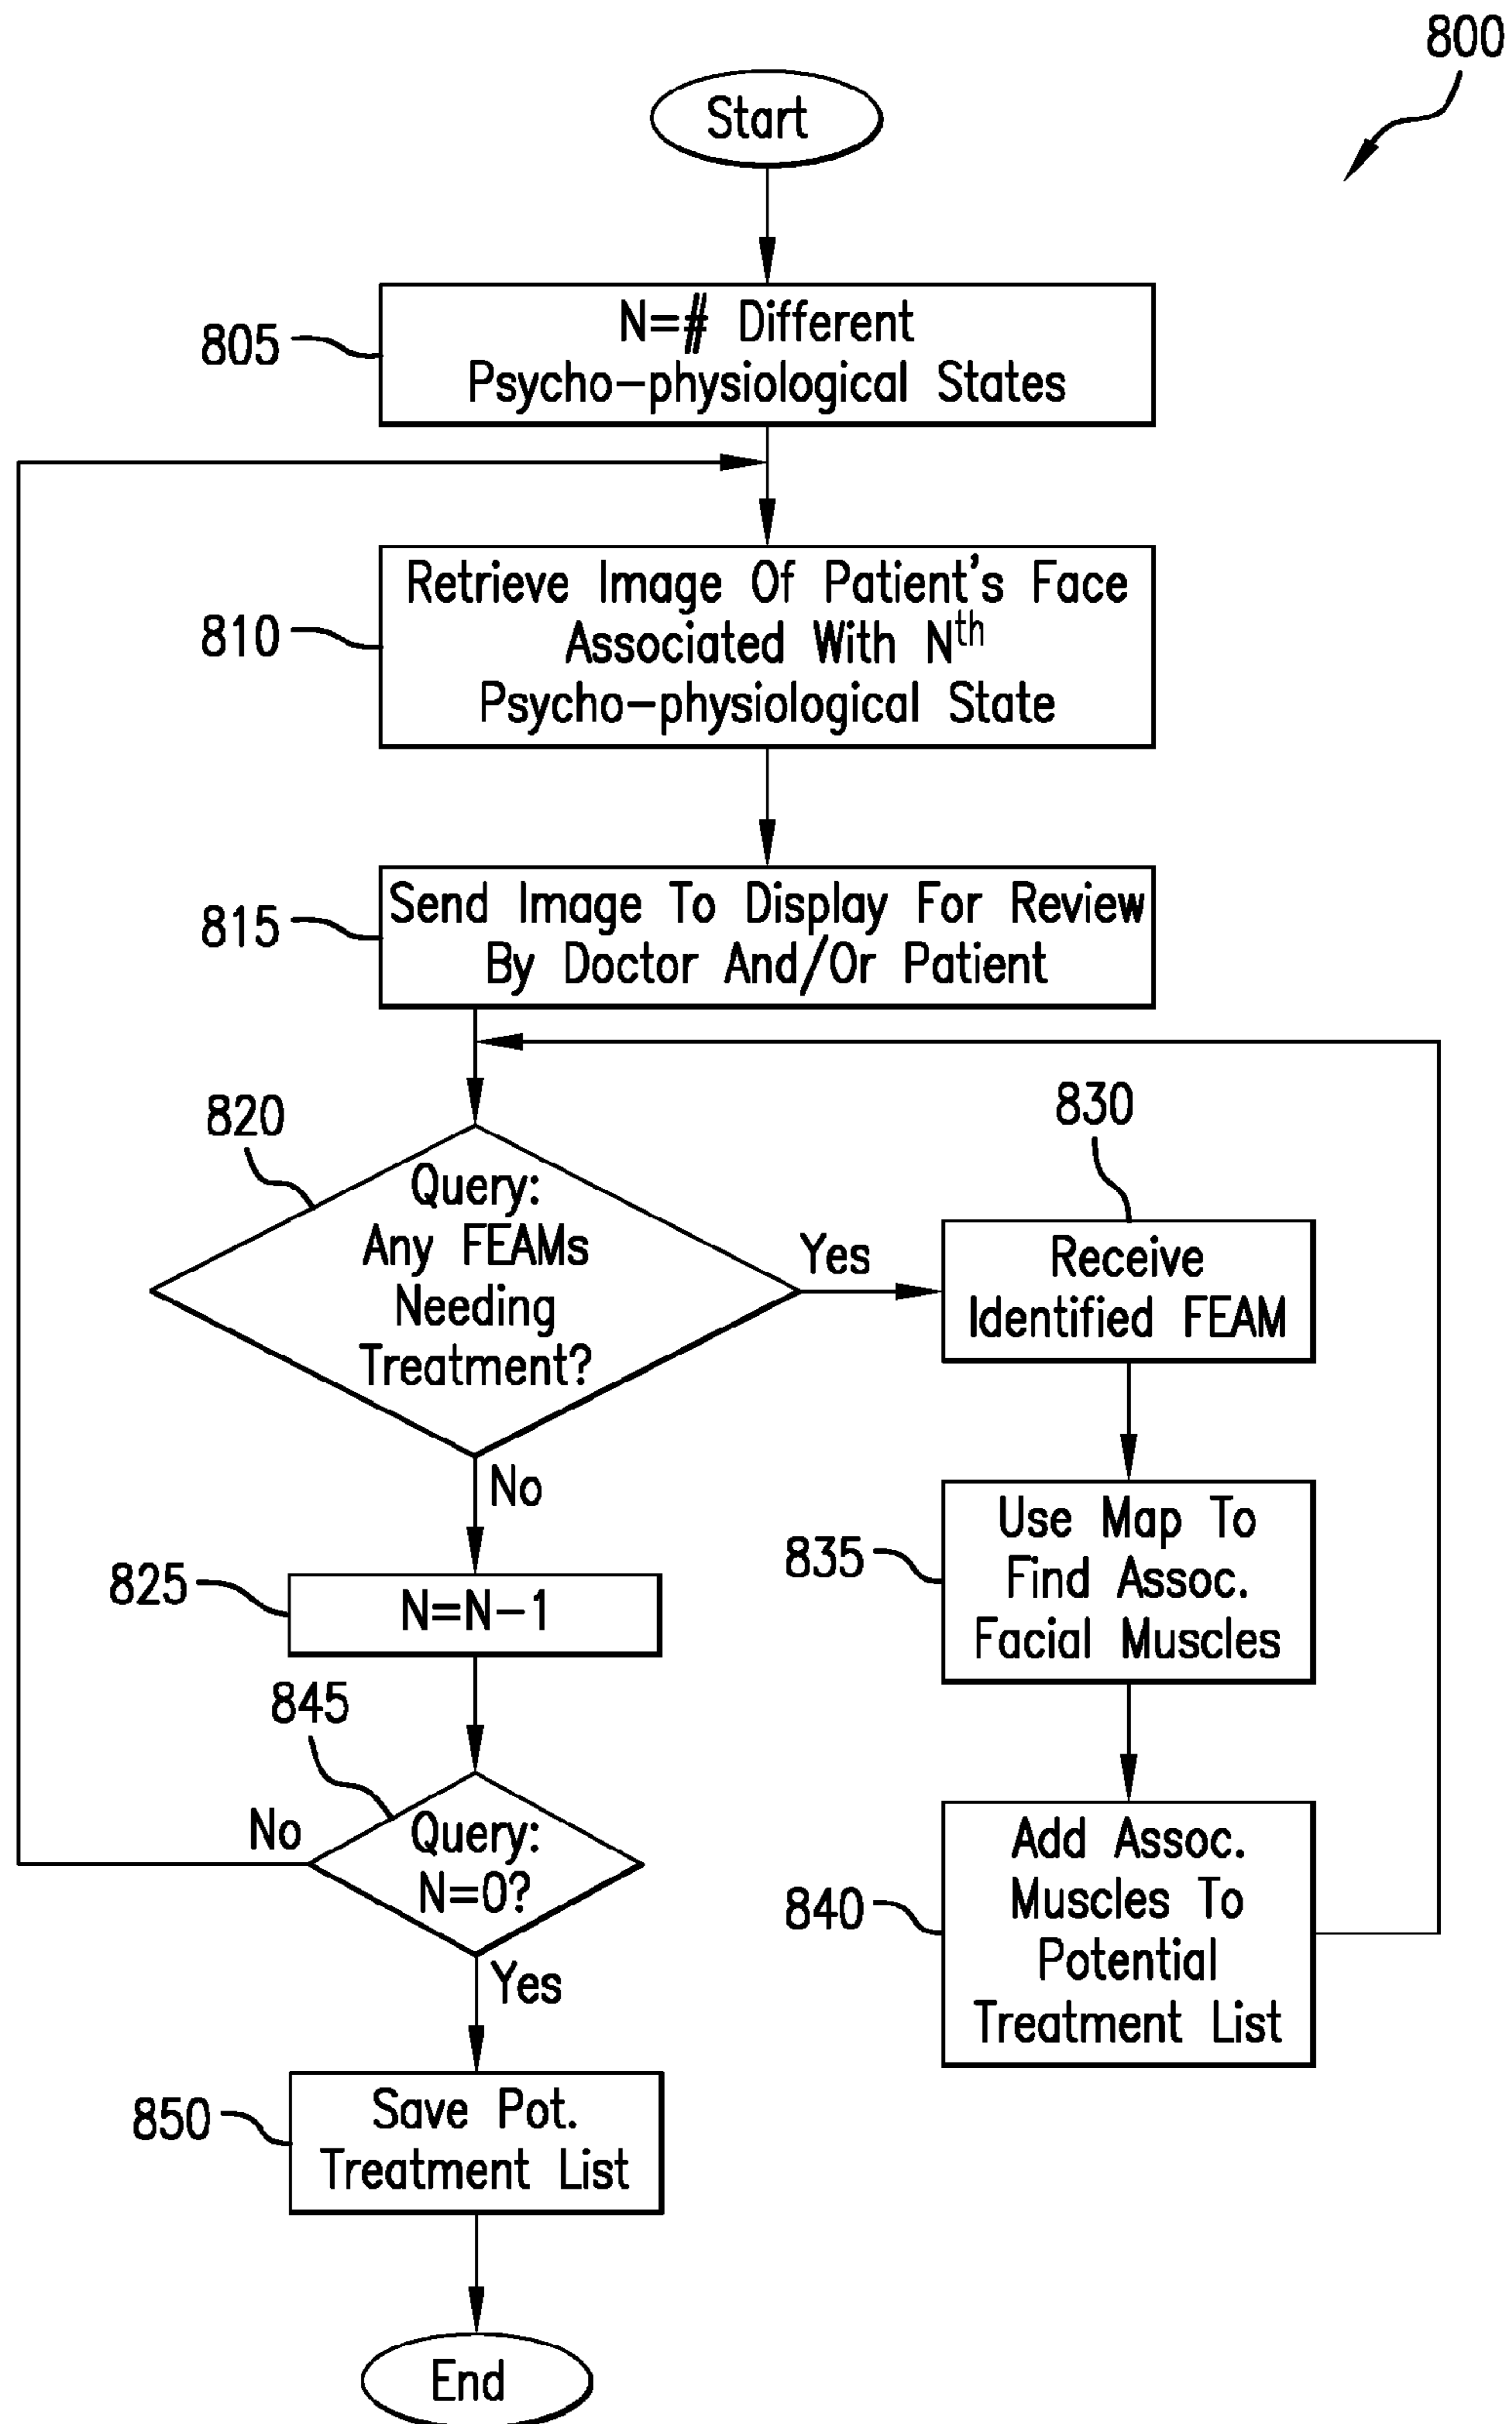 800
Start
805
N=# Different
Psycho-physiological States
810
Retrieve Image Of Patient's Face
Associated With Nth
Psycho-physiological State
815
Send Image To Display For Review
By Doctor And/Or Patient
820
Query:
Any FEAMs
Needing
Treatment?
Yes
830
Receive
Identified FEAM
No
825
N=N-1
835
Use Map To
Find Assoc.
Facial Muscles
845
No
Query:
N=0?
Yes
840
Add Assoc.
Muscles To
Potential
Treatment List
850
Save Pot.
Treatment List
End